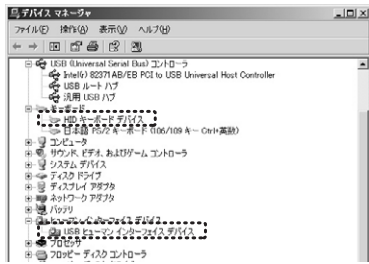 デバイス マネージャ
ファイル(F) 操作(A) 表示(V) ヘルプ(H)
USB (Universal Serial Bus) コントローラ
Intel(r) 82371AB/EB PCI to USB Universal Host Controller
USB ルート ハブ
汎用 USB ハブ
キーボード
HID キーボード デバイス
日本語 PS/2 キーボード (106/109 キー Ctrl+英数)
コンピュータ
サウンド、ビデオ、およびゲーム コントローラ
システム デバイス
ディスク ドライブ
ディスプレイ アダプタ
ネットワーク アダプタ
バッテリ
ヒューマン インターフェイス デバイス
USB ヒューマン インターフェイス デバイス
プロセッサ
フロッピー ディスク コントローラ